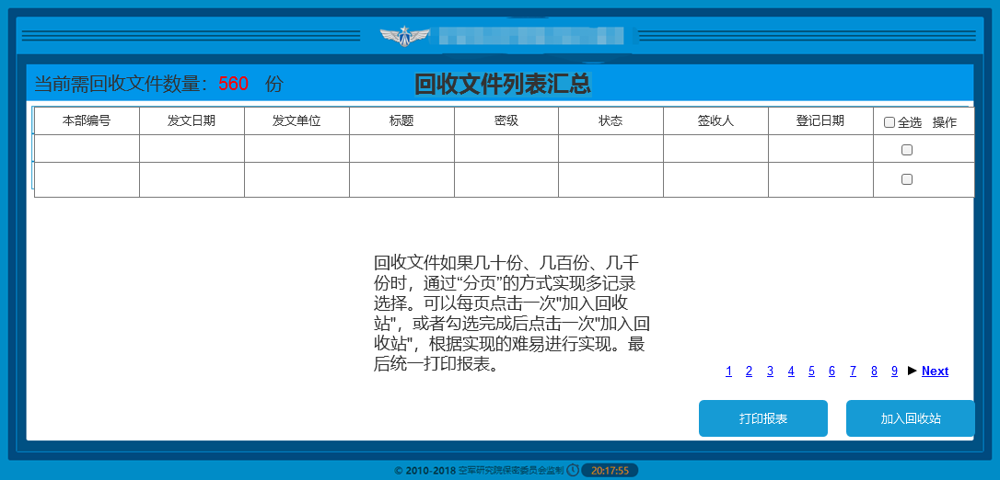 当前需回收文件数量：560 份
回收文件列表汇总
本部编号 发文日期 发文单位 标题 密级 状态 签收人 登记日期 全选 操作
回收文件如果几十份、几百份、几千
份时，通过“分页”的方式实现多记录
选择。可以每页点击一次"加入回收
站"，或者勾选完成后点击一次"加入回
收站"，根据实现的难易进行实现。最
后统一打印报表。
1 2 3 4 5 6 7 8 9 Next
打印报表 加入回收站
© 2010-2018 空军研究院保密委员会监制 20:17:55